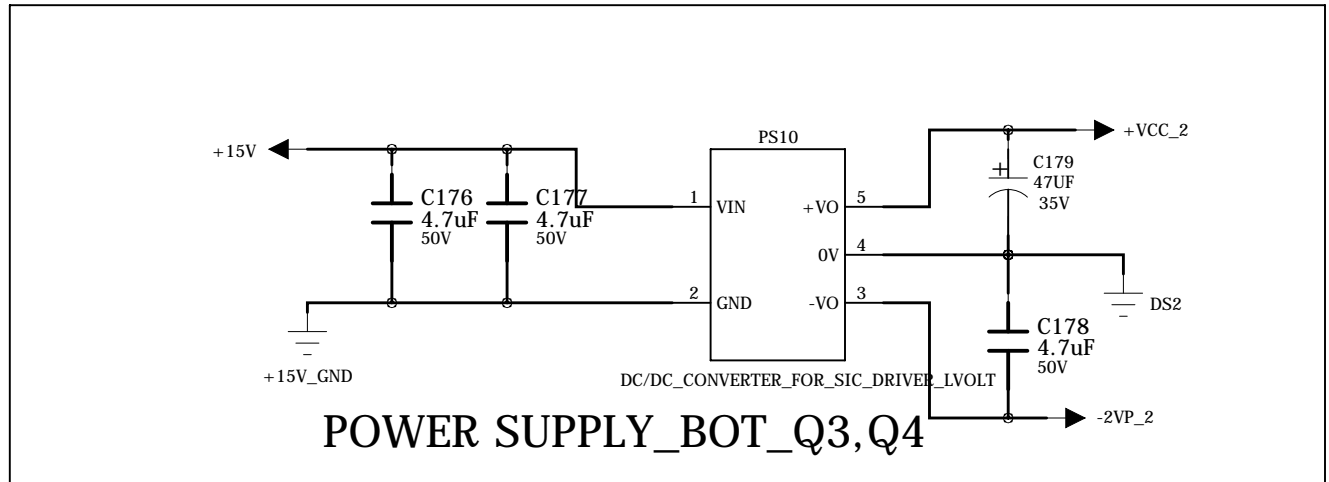 PS10
+15V
+VCC_2
C179
47UF
35V
C176
4.7uF
50V
C177
4.7uF
50V
1
VIN
+VO
5
0V
4
2
GND
-VO
3
DS2
+15V_GND
C178
4.7uF
50V
DC/DC_CONVERTER_FOR_SIC_DRIVER_LVOLT
-2VP_2
POWER SUPPLY_BOT_Q3,Q4